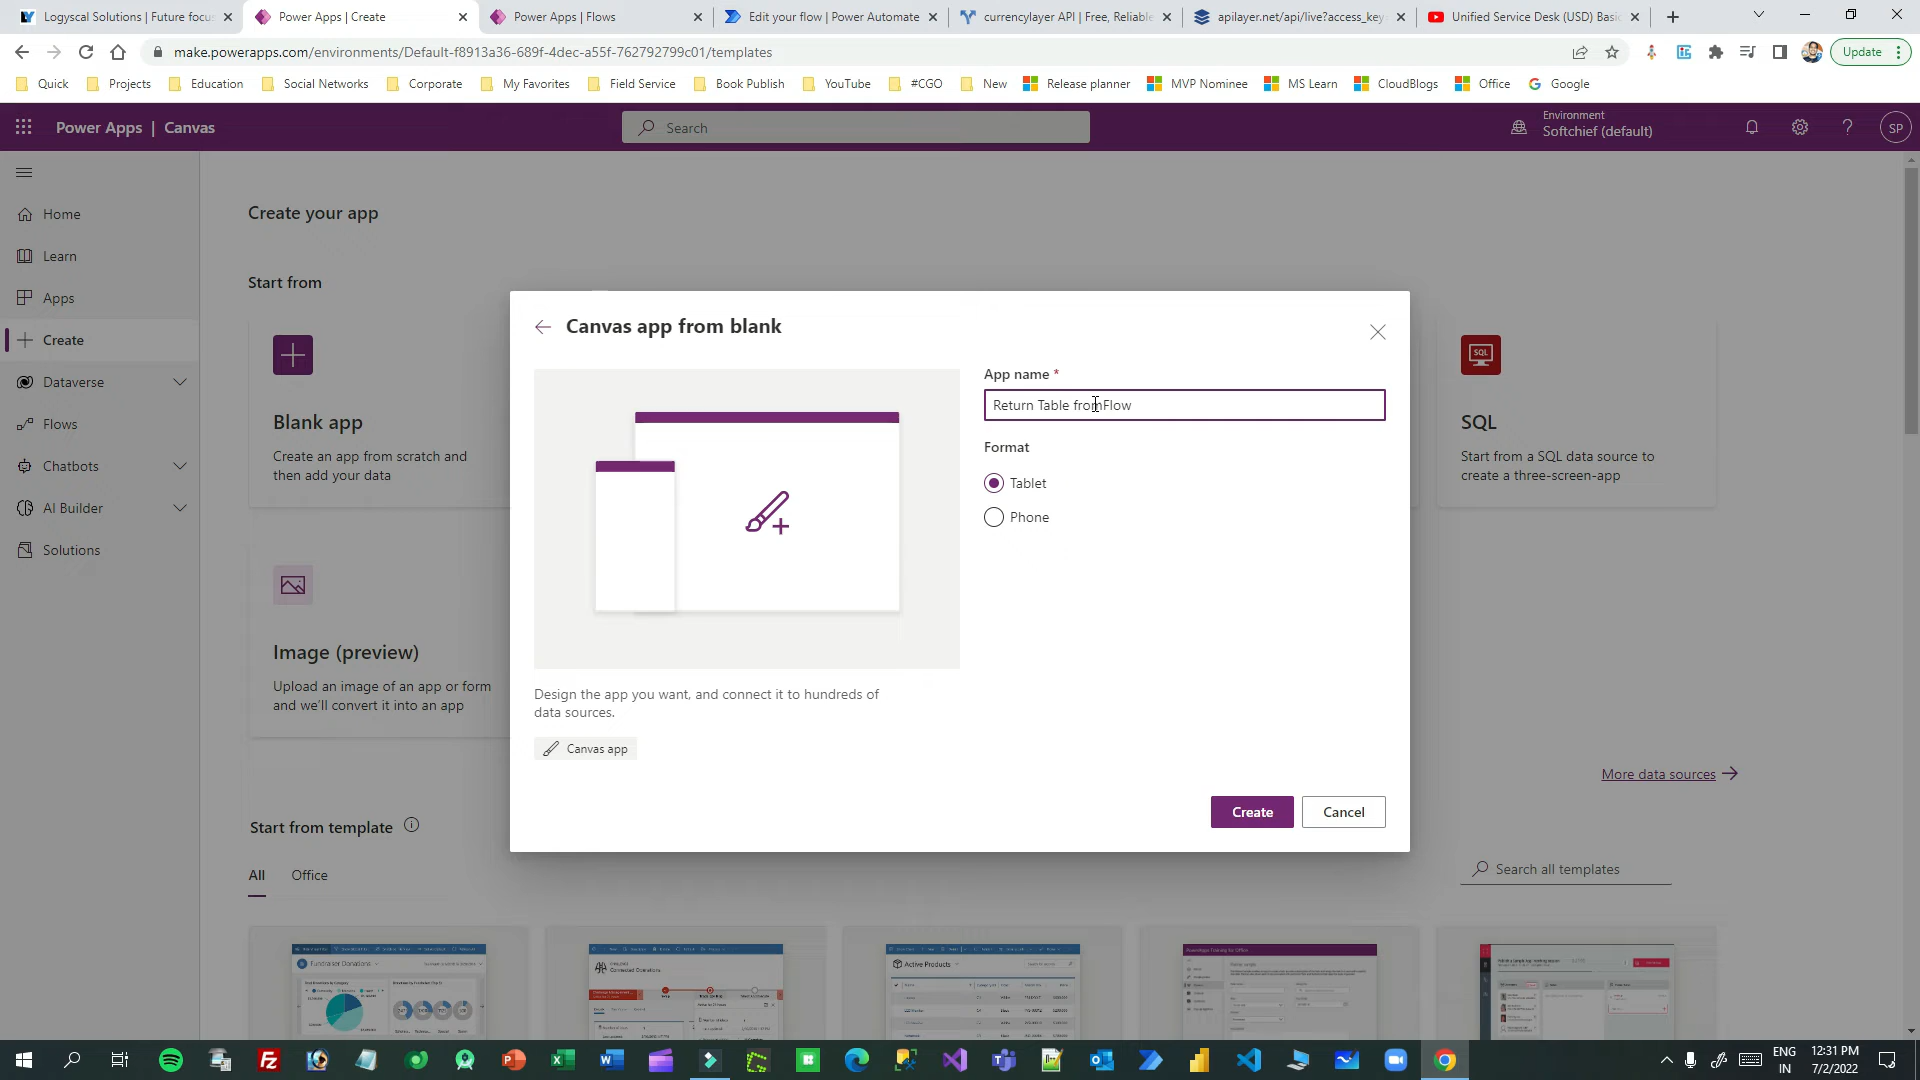 Logyscal Solutions | Future focus
Power Apps | Create
Power Apps | Flows
Edit your flow | Power Automate
currencylayer API | Free, Reliable
apilayer.net/api/live?access_key
Unified Service Desk (USD) Basic
make.powerapps.com/environments/Default-f8913a36-689f-4dec-a55f-762792799c01/templates
Update
Quick
Projects
Education
Social Networks
Corporate
My Favorites
Field Service
Book Publish
YouTube
#CGO
New
Release planner
MVP Nominee
MS Learn
CloudBlogs
Office
Google
Power Apps | Canvas
Search
Environment
Softchief (default)
SP
Home
Learn
Apps
Create
Dataverse
Flows
Chatbots
AI Builder
Solutions
Create your app
Start from
Blank app
Create an app from scratch and
then add your data
SQL
SQL
Start from a SQL data source to
create a three-screen-app
Image (preview)
Upload an image of an app or form
and we'll convert it into an app
Canvas app from blank
App name *
Return Table fromFlow
Format
Tablet
Phone
Design the app you want, and connect it to hundreds of
data sources.
Canvas app
Create
Cancel
More data sources
Start from template
All
Office
Search all templates
Fundraiser Donations
Connected Operations
Active Products
ENG
IN
12:31 PM
7/2/2022